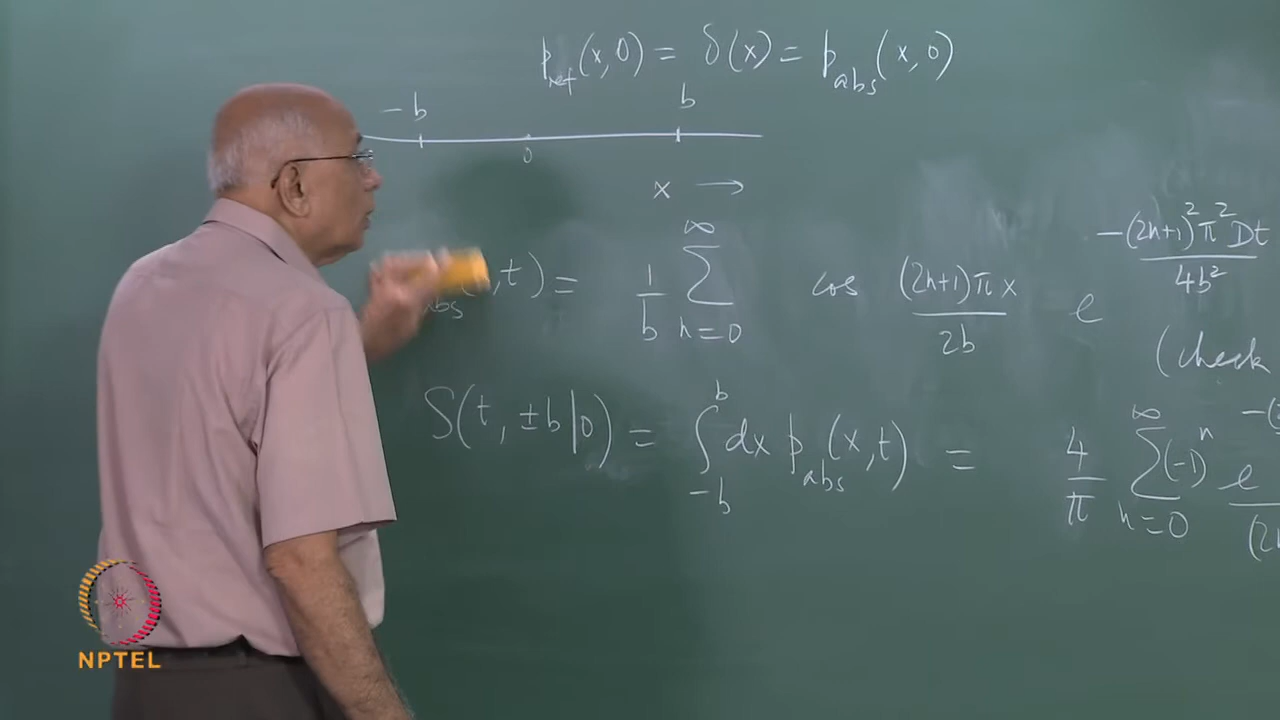 p_ref(x,0) = δ(x) = p_abs(x,0)
-b b
0
x →
abs ,t) = 1/b ∑_{n=0}^{∞} cos (2n+1)πx/2b e^{-(2n+1)²π²Dt/4b²}
(check
S(t, ±b|0) = ∫_{-b}^{b} dx p_abs(x,t) = 4/π ∑_{n=0}^{∞} (-1)^n e
NPTEL